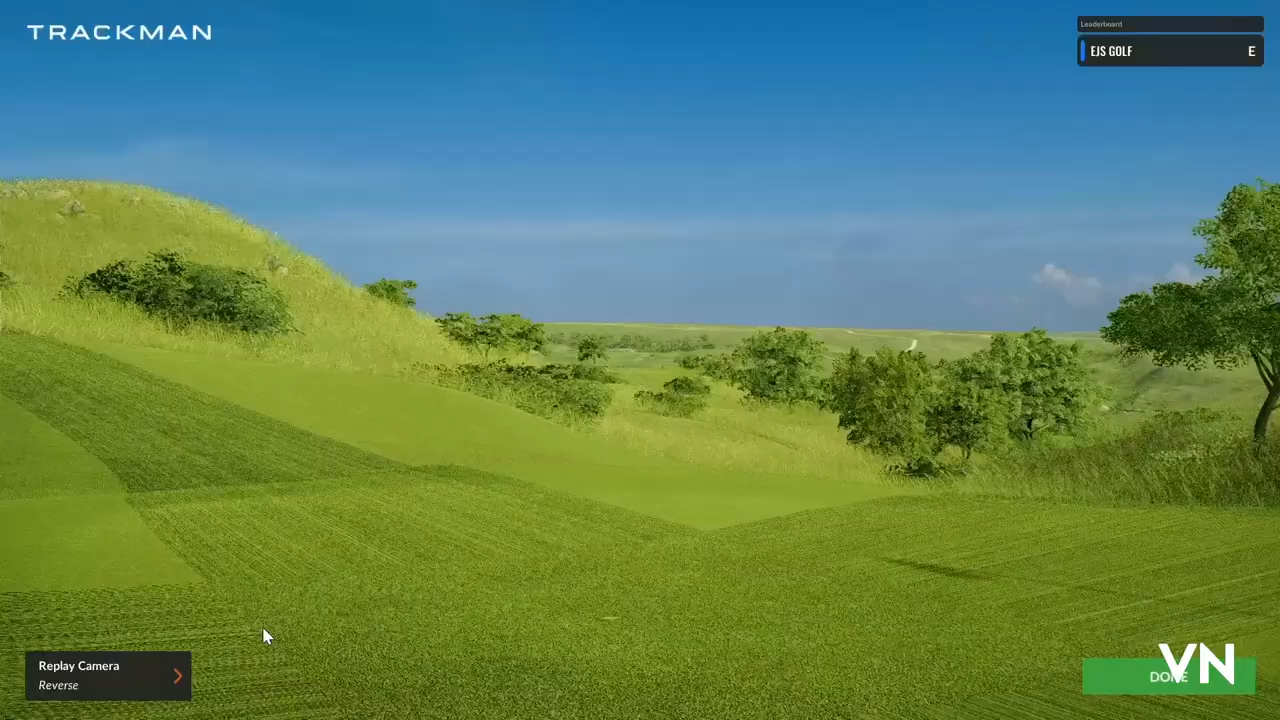 TRACKMAN
Leaderboard
EJS GOLF E
Replay Camera
Reverse
DONE
VN